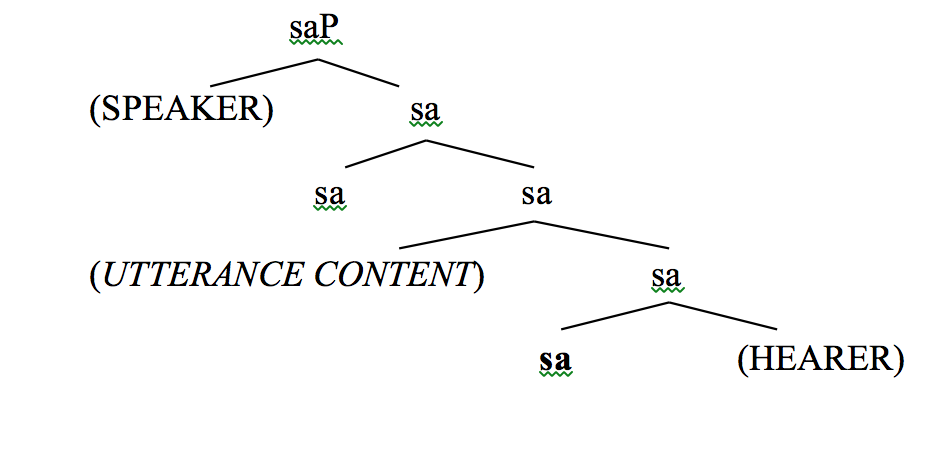 saP
(SPEAKER)
sa
sa
sa
(UTTERANCE CONTENT)
sa
sa
(HEARER)